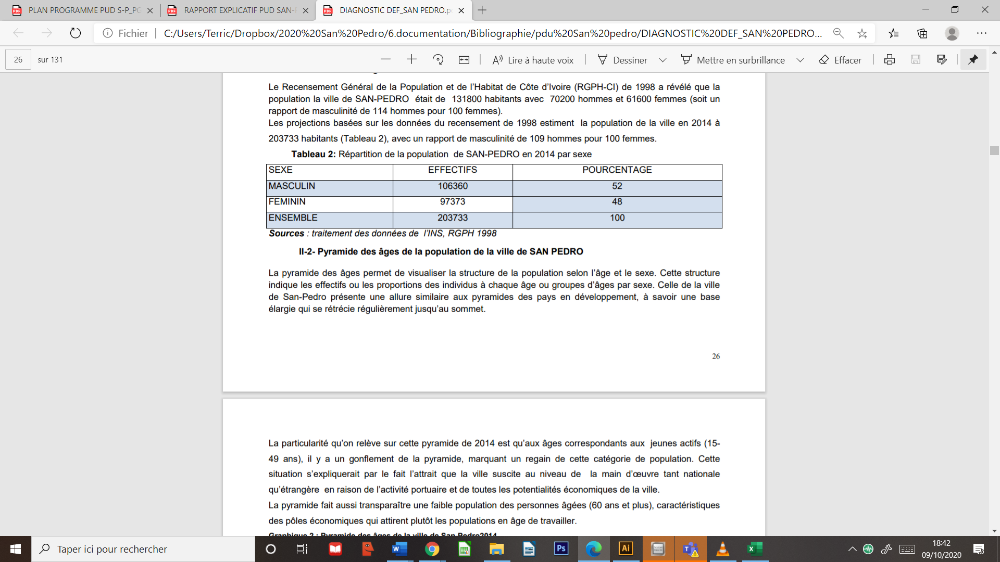 PLAN PROGRAMME PUD S-P_PG
RAPPORT EXPLICATIF PUD SAN-
DIAGNOSTIC DEF_SAN PEDRO.p
Fichier
C:/Users/Terric/Dropbox/2020%20San%20Pedro/6.documentation/Bibliographie/pdu%20San%20pedro/DIAGNOSTIC%20DEF_SAN%20PEDRO...
26 sur 131
Lire à haute voix
Dessiner
Mettre en surbrillance
Effacer
Le Recensement Général de la Population et de l'Habitat de Côte d'Ivoire (RGPH-CI) de 1998 a révélé que la
population la ville de SAN-PEDRO était de 131800 habitants avec 70200 hommes et 61600 femmes (soit un
rapport de masculinité de 114 hommes pour 100 femmes).
Les projections basées sur les données du recensement de 1998 estiment la population de la ville en 2014 à
203733 habitants (Tableau 2), avec un rapport de masculinité de 109 hommes pour 100 femmes.
Tableau 2: Répartition de la population de SAN-PEDRO en 2014 par sexe
SEXE EFFECTIFS POURCENTAGE
MASCULIN 106360 52
FEMININ 97373 48
ENSEMBLE 203733 100
Sources : traitement des données de l'INS, RGPH 1998
II-2- Pyramide des âges de la population de la ville de SAN PEDRO
La pyramide des âges permet de visualiser la structure de la population selon l'âge et le sexe. Cette structure
indique les effectifs ou les proportions des individus à chaque âge ou groupes d'âges par sexe. Celle de la ville
de San-Pedro présente une allure similaire aux pyramides des pays en développement, à savoir une base
élargie qui se rétrécie régulièrement jusqu'au sommet.
26
La particularité qu'on relève sur cette pyramide de 2014 est qu'aux âges correspondants aux jeunes actifs (15-
49 ans), il y a un gonflement de la pyramide, marquant un regain de cette catégorie de population. Cette
situation s'expliquerait par le fait l'attrait que la ville suscite au niveau de la main d'œuvre tant nationale
qu'étrangère en raison de l'activité portuaire et de toutes les potentialités économiques de la ville.
La pyramide fait aussi transparaître une faible population des personnes âgées (60 ans et plus), caractéristiques
des pôles économiques qui attirent plutôt les populations en âge de travailler.
Graphique 2 : Pyramide des âges de la ville de San Pedro2014
Taper ici pour rechercher
18:42
09/10/2020